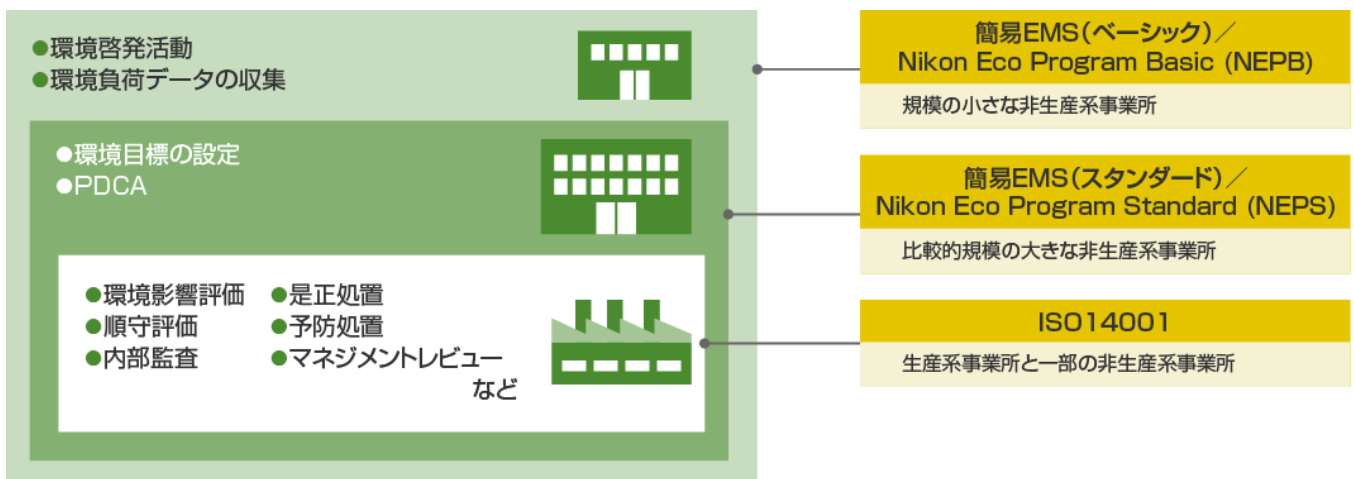 ●環境啓発活動
●環境負荷データの収集
●環境目標の設定
●PDCA
●環境影響評価
●順守評価
●内部監査
●是正処置
●予防処置
●マネジメントレビュー
など
簡易EMS(ベーシック)／
Nikon Eco Program Basic (NEPB)
規模の小さな非生産系事業所
簡易EMS(スタンダード)／
Nikon Eco Program Standard (NEPS)
比較的規模の大きな非生産系事業所
ISO14001
生産系事業所と一部の非生産系事業所